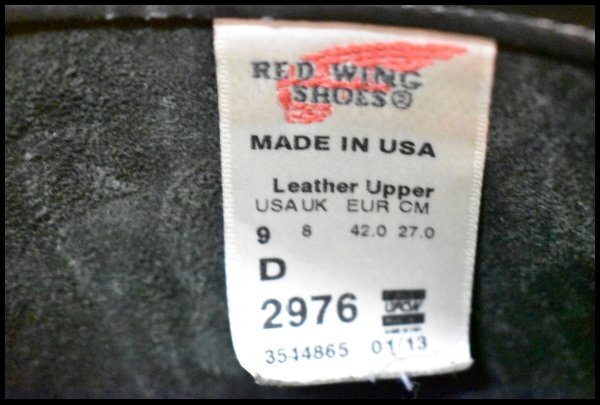 RED WING
SHOES®
MADE IN USA
Leather Upper
USA UK EUR CM
9 8 42.0 27.0
D
2976
UFCW
3544865 01/13